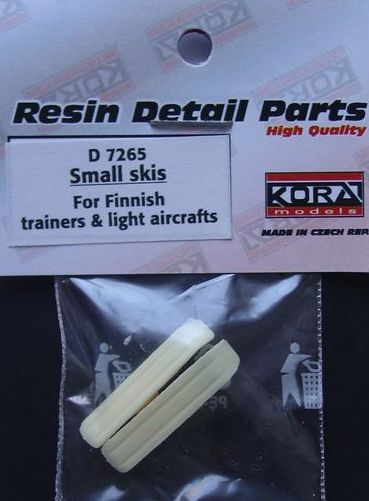 Resin Detail Parts
High Quality
D 7265
Small skis
For Finnish
trainers & light aircrafts
KORA
models
MADE IN CZECH REP